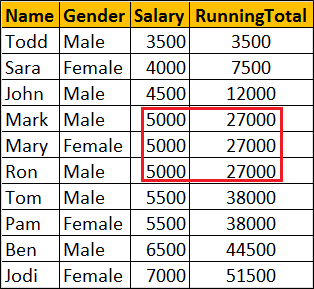 Name Gender Salary RunningTotal
Todd Male 3500 3500
Sara Female 4000 7500
John Male 4500 12000
Mark Male 5000 27000
Mary Female 5000 27000
Ron Male 5000 27000
Tom Male 5500 38000
Pam Female 5500 38000
Ben Male 6500 44500
Jodi Female 7000 51500